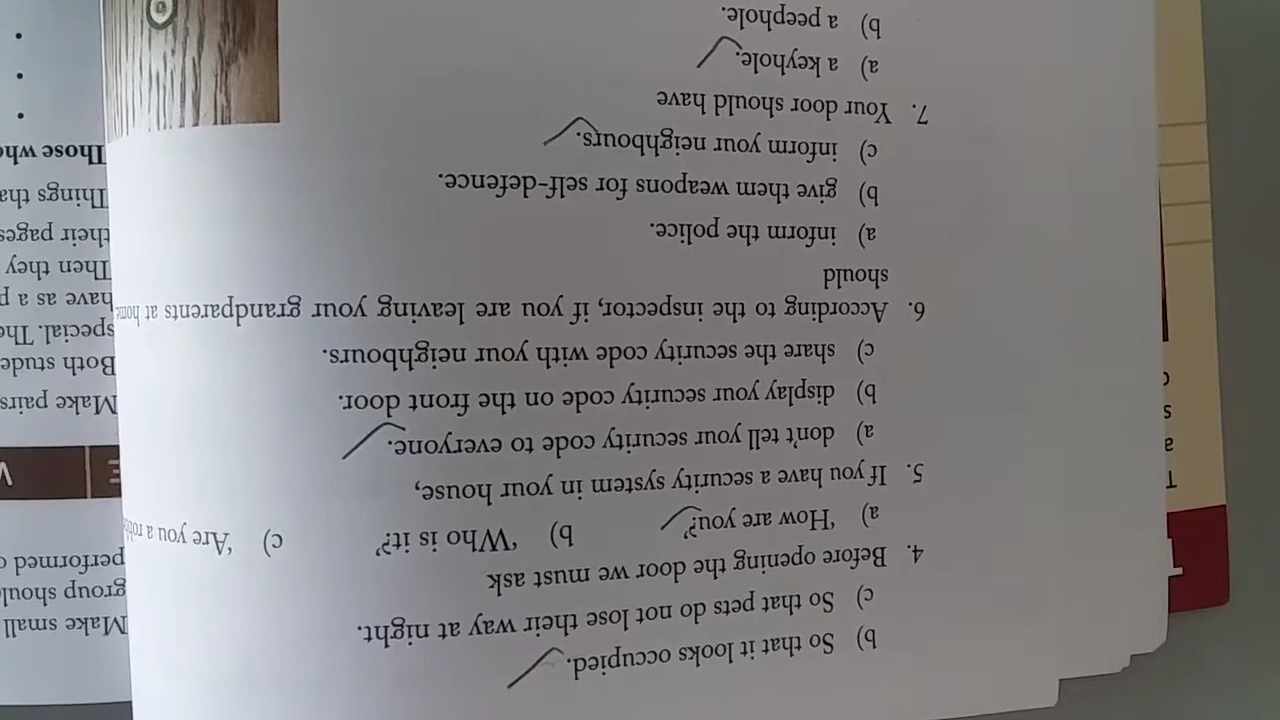 b) So that it looks occupied.
c) So that pets do not lose their way at night.
4. Before opening the door we must ask
a) 'How are you?' b) 'Who is it?' c) 'Are you a
5. If you have a security system in your house,
a) don't tell your security code to everyone.
b) display your security code on the front door.
c) share the security code with your neighbours.
6. According to the inspector, if you are leaving your grandparents at home
should
a) inform the police.
b) give them weapons for self-defence.
c) inform your neighbours.
7. Your door should have
a) a keyhole.
b) a peephole.
Make small
group shoul
performed
E
V
Make pairs
Both stude
special. The
have as a p
Then they
their pages
Things tha
Those who
T
T
a
s
c